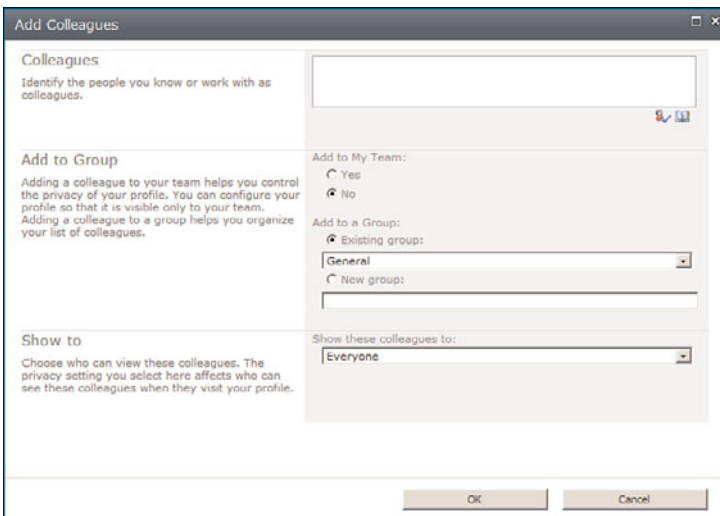 Add Colleagues
Colleagues
Identify the people you know or work with as
colleagues.
Add to Group
Adding a colleague to your team helps you control
the privacy of your profile. You can configure your
profile so that it is visible only to your team.
Adding a colleague to a group helps you organize
your list of colleagues.
Add to My Team:
Yes
No
Add to a Group:
Existing group:
General
New group:
Show to
Choose who can view these colleagues. The
privacy setting you select here affects who can
see these colleagues when they visit your profile.
Show these colleagues to:
Everyone
OK
Cancel